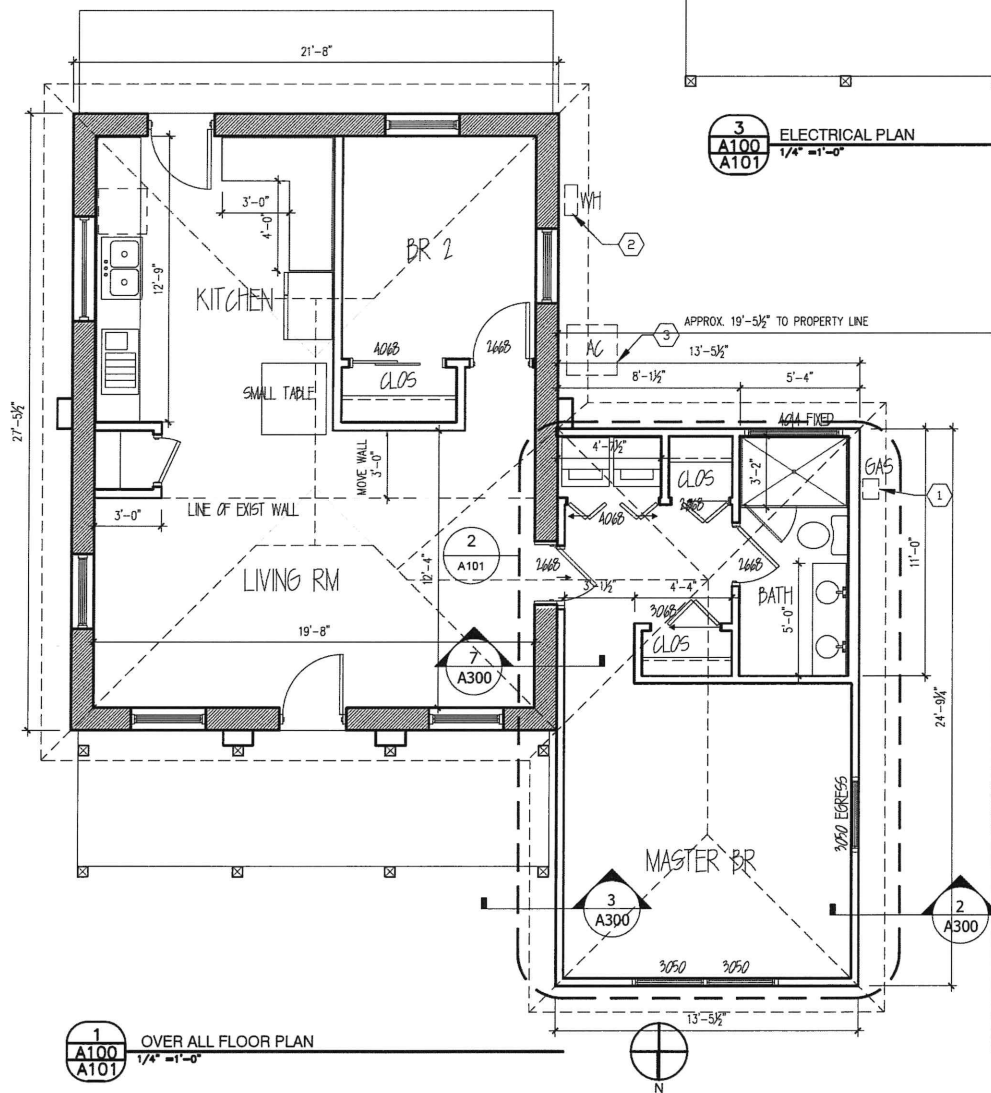 21'-8"
3
A100
A101
ELECTRICAL PLAN
1/4" =1'-0"
3'-0"
4'-0"
WH
2
BR 2
12'-9"
KITCHEN
27'-5½"
APPROX. 19'-5½" TO PROPERTY LINE
3
13'-5½"
AC
4068
2668
8'-1½"
5'-4"
CLOS
SMALL TABLE
4014 FIXED
4'-7½"
3'-2"
GAS
MOVE WALL
3'-0"
CLOS
1
3'-0"
LINE OF EXIST WALL
4068
2068
2
A101
12'-4"
11'-0"
LIVING RM
2668
3'-1½"
4'-4"
2668
BATH
5'-0"
3068
19'-8"
CLOS
7
A300
24'-9¼"
3050 EGRESS
MASTER BR
3
A300
2
A300
3050
3050
13'-5½"
1
A100
A101
OVER ALL FLOOR PLAN
1/4" =1'-0"
N